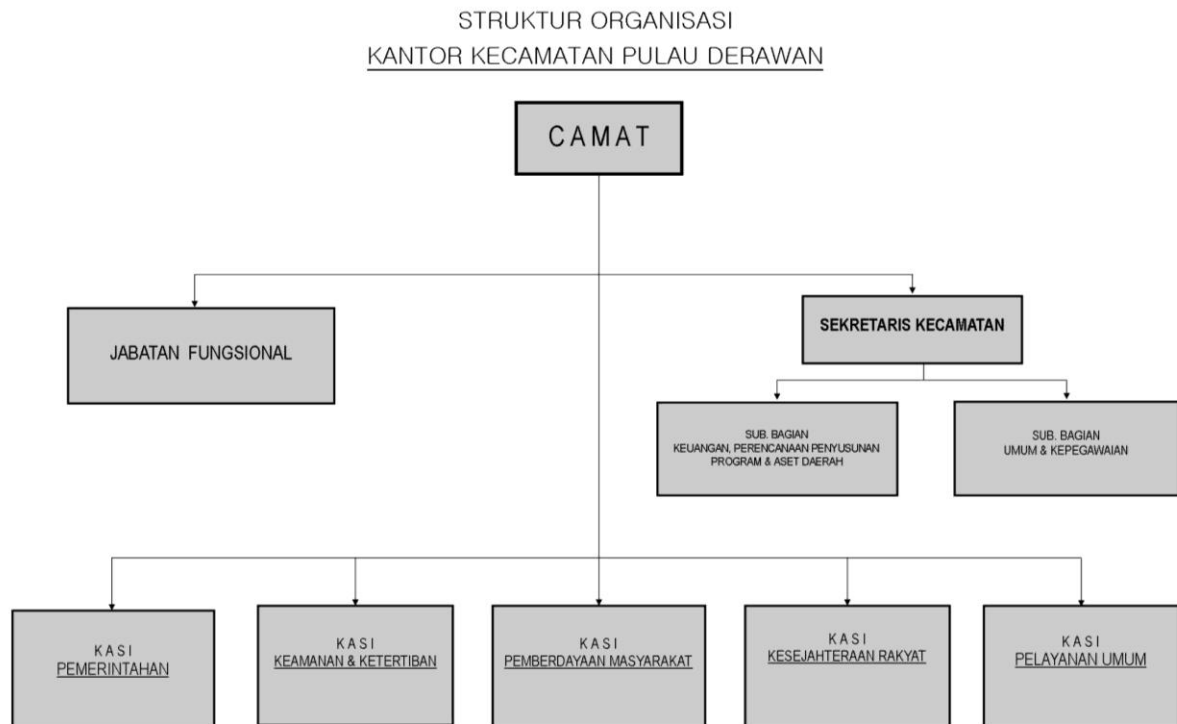 STRUKTUR ORGANISASI
KANTOR KECAMATAN PULAU DERAWAN
CAMAT
JABATAN FUNGSIONAL
SEKRETARIS KECAMATAN
SUB. BAGIAN
KEUANGAN, PERENCANAAN PENYUSUNAN
PROGRAM & ASET DAERAH
SUB. BAGIAN
UMUM & KEPEGAWAIAN
KASI
PEMERINTAHAN
KASI
KEAMANAN & KETERTIBAN
KASI
PEMBERDAYAAN MASYARAKAT
KASI
KESEJAHTERAAN RAKYAT
KASI
PELAYANAN UMUM